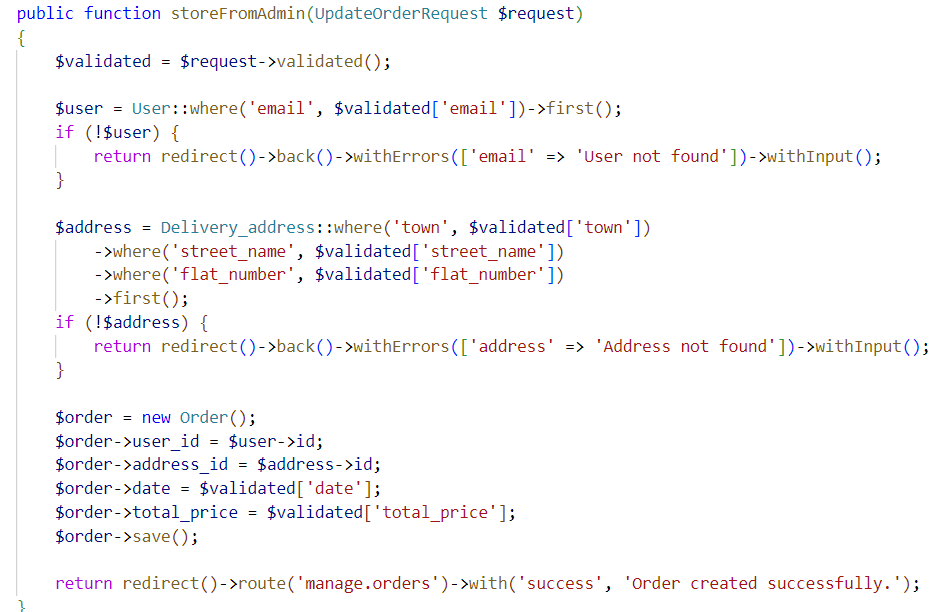 public function storeFromAdmin(UpdateOrderRequest $request)
{
    $validated = $request->validated();

    $user = User::where('email', $validated['email'])->first();
    if (!$user) {
        return redirect()->back()->withErrors(['email' => 'User not found'])->withInput();
    }

    $address = Delivery_address::where('town', $validated['town'])
        ->where('street_name', $validated['street_name'])
        ->where('flat_number', $validated['flat_number'])
        ->first();
    if (!$address) {
        return redirect()->back()->withErrors(['address' => 'Address not found'])->withInput();
    }

    $order = new Order();
    $order->user_id = $user->id;
    $order->address_id = $address->id;
    $order->date = $validated['date'];
    $order->total_price = $validated['total_price'];
    $order->save();

    return redirect()->route('manage.orders')->with('success', 'Order created successfully.');
}